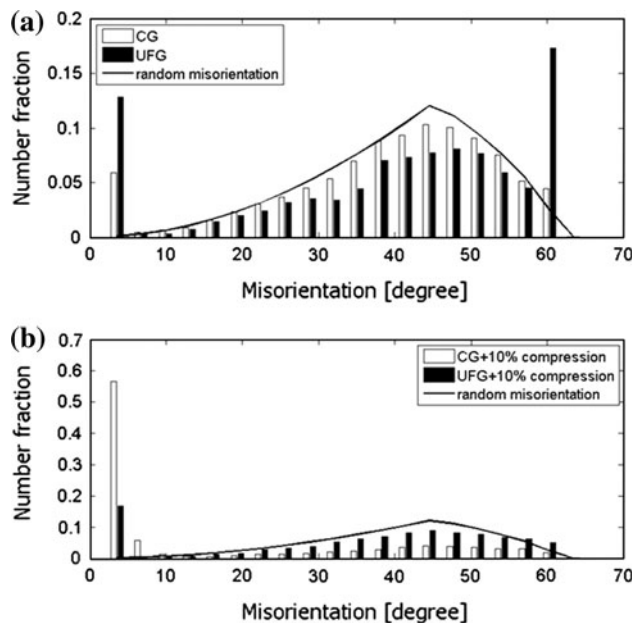 (a)
0.2
0.15
0.1
0.05
0
Number fraction
CG
UFG
random misorientation
0 10 20 30 40 50 60 70
Misorientation [degree]
(b)
0.7
0.6
0.5
0.4
0.3
0.2
0.1
0
Number fraction
CG+10% compression
UFG+10% compression
random misorientation
0 10 20 30 40 50 60 70
Misorientation [degree]